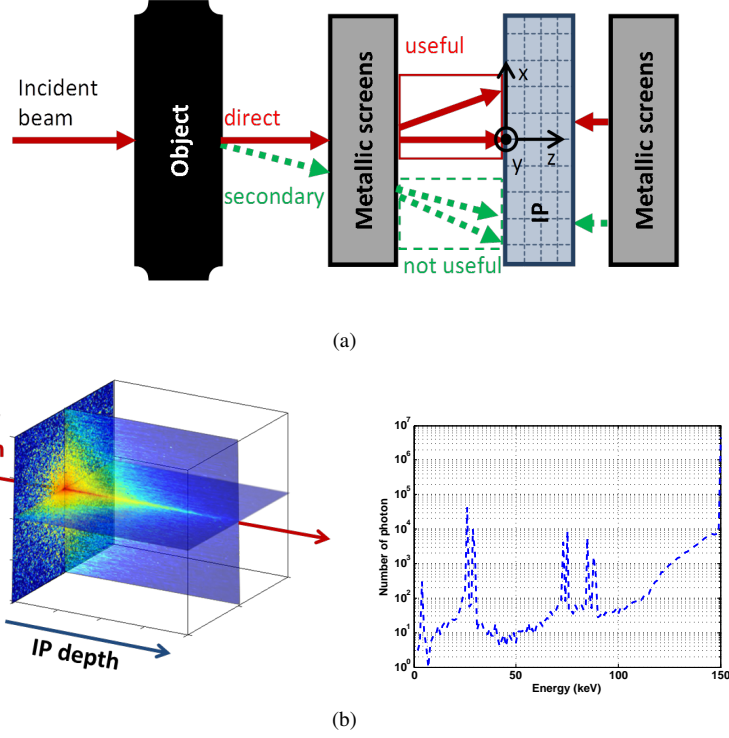 Incident
beam
Object
direct
secondary
Metallic screens
useful
not useful
x
y
z
IP
Metallic screens
(a)
IP depth
Number of photon
10^7
10^6
10^5
10^4
10^3
10^2
10^1
10^0
0
50
100
150
Energy (keV)
(b)